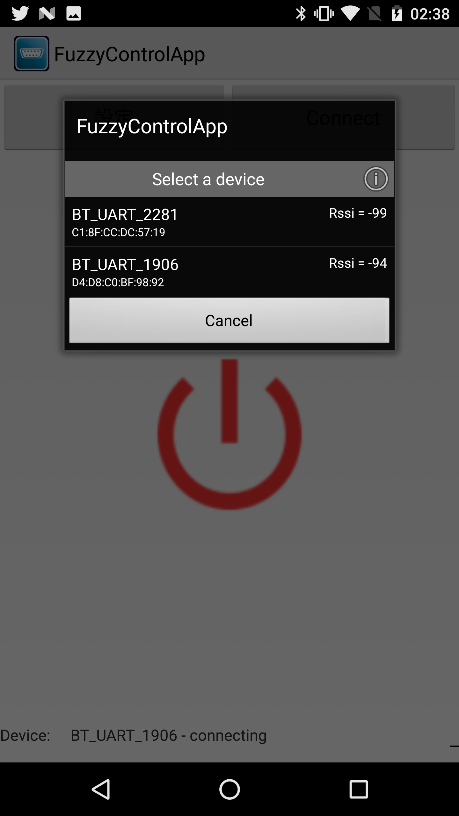 02:38
FuzzyControlApp
Connect
FuzzyControlApp
Select a device
BT_UART_2281
Rssi = -99
C1:8F:CC:DC:57:19
BT_UART_1906
Rssi = -94
D4:D8:C0:BF:98:92
Cancel
Device: BT_UART_1906 - connecting